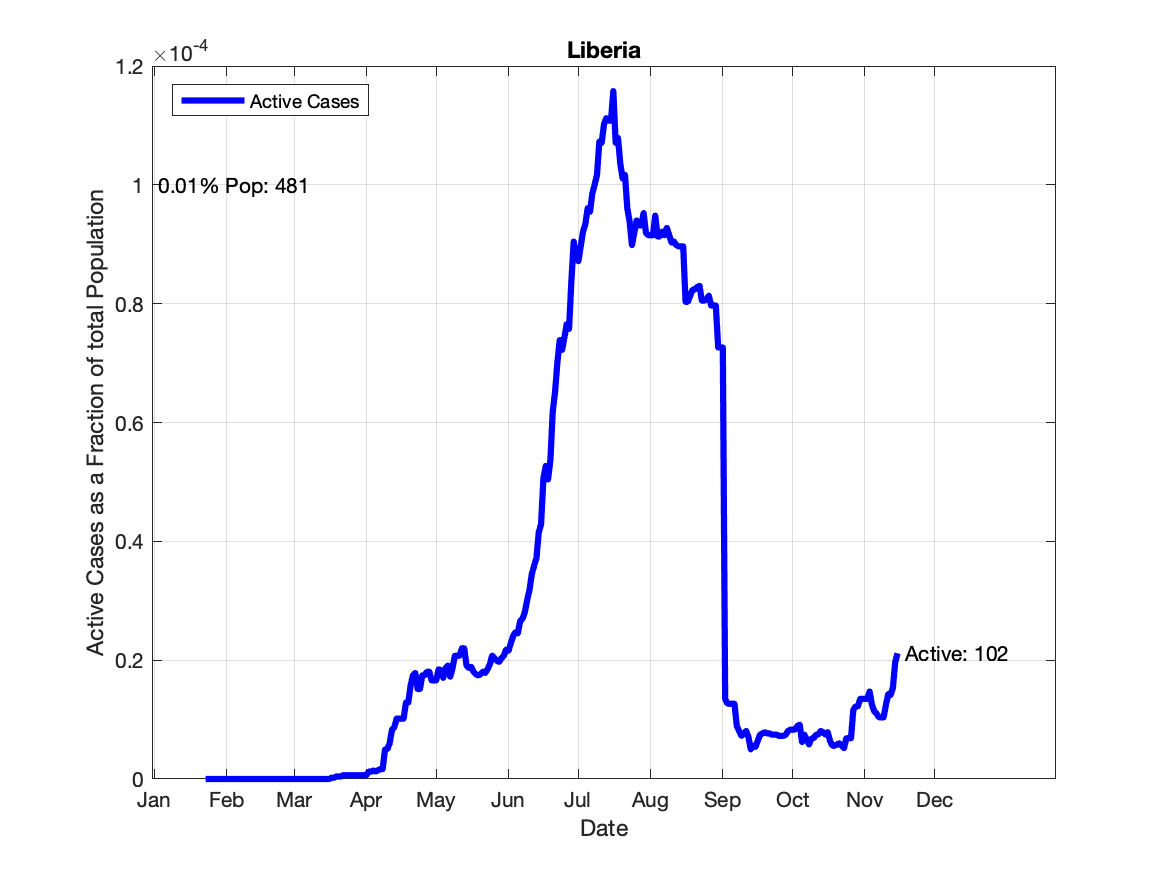 Liberia
×10-4
1.2
1
0.8
0.6
0.4
0.2
0
Active Cases
0.01% Pop: 481
Active: 102
Active Cases as a Fraction of total Population
Jan Feb Mar Apr May Jun Jul Aug Sep Oct Nov Dec
Date